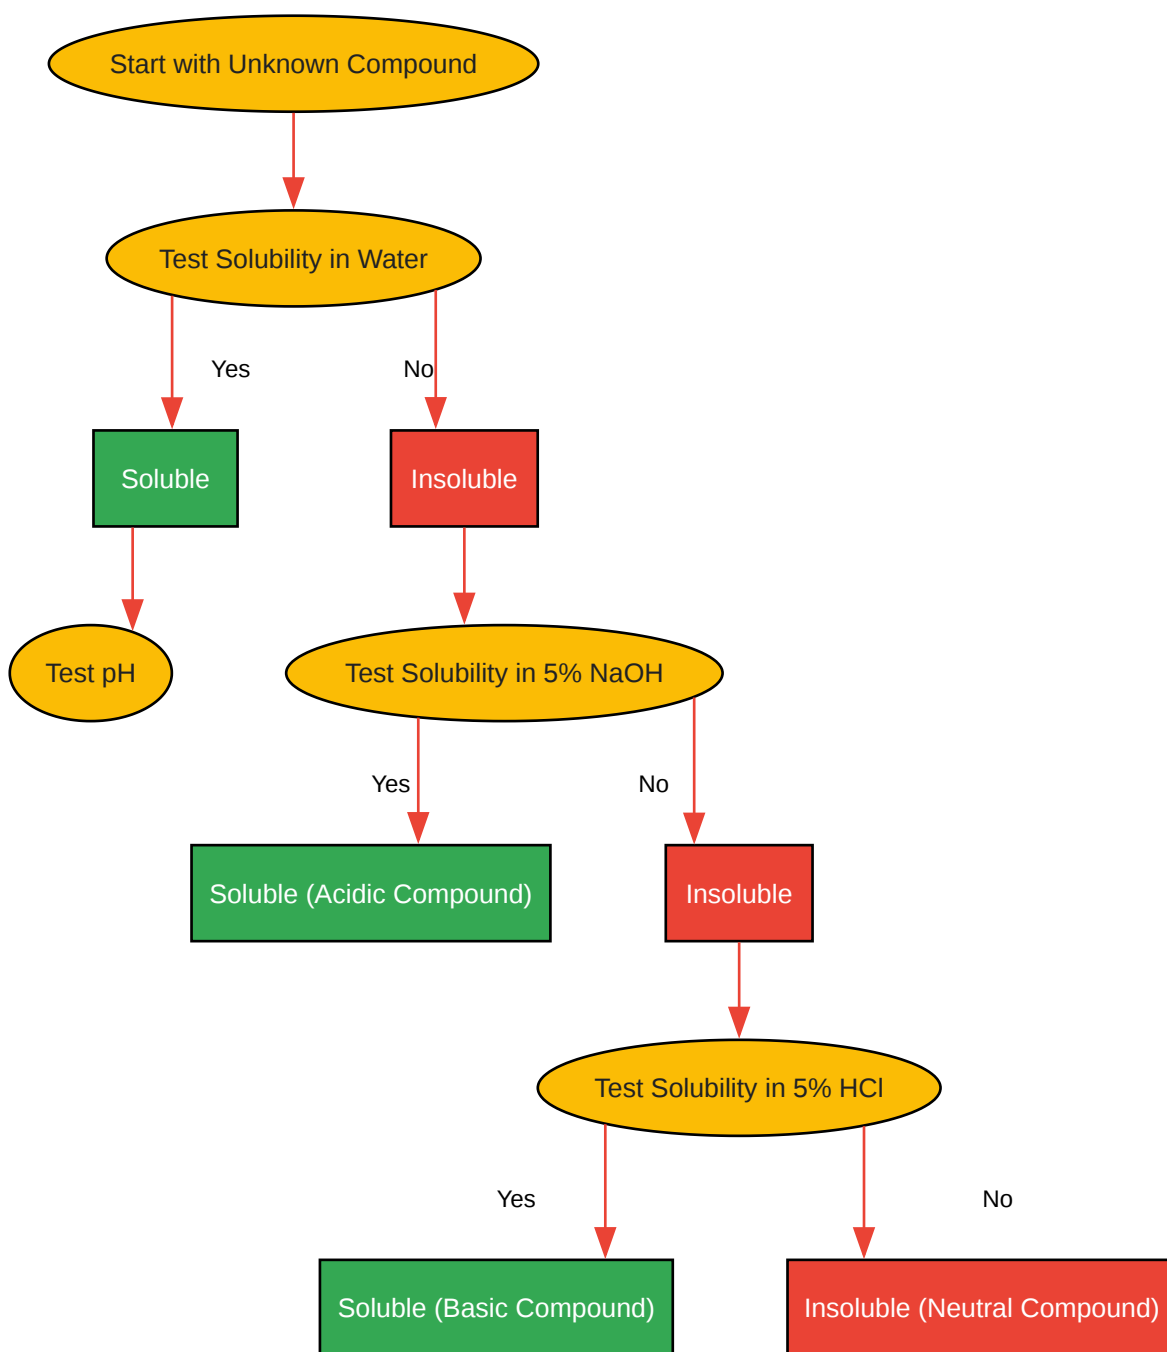 Start with Unknown Compound
Test Solubility in Water
Yes
No
Soluble
Insoluble
Test pH
Test Solubility in 5% NaOH
Yes
No
Soluble (Acidic Compound)
Insoluble
Test Solubility in 5% HCl
Yes
No
Soluble (Basic Compound)
Insoluble (Neutral Compound)